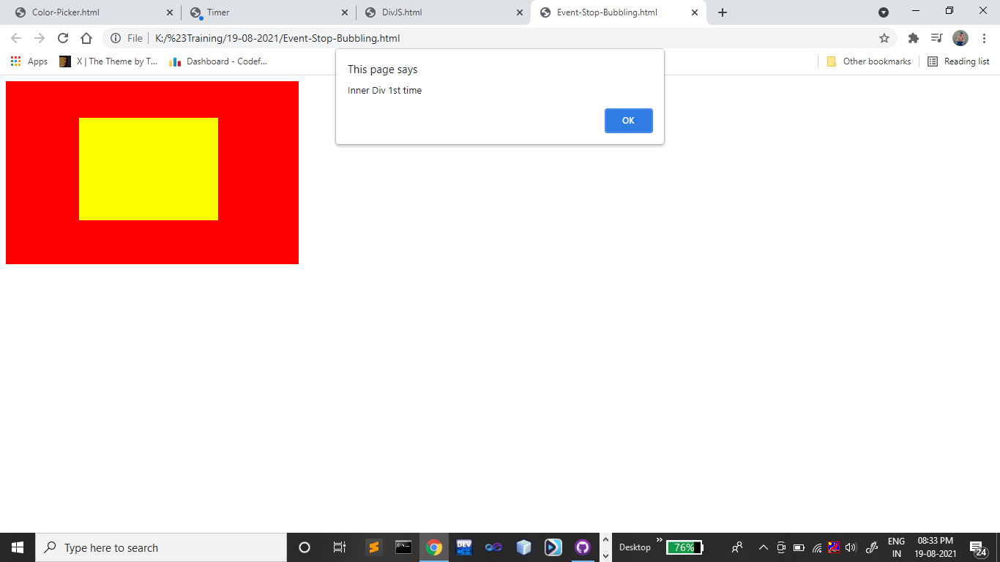 Color-Picker.html
Timer
DivJS.html
Event-Stop-Bubbling.html
File
K:/%23Training/19-08-2021/Event-Stop-Bubbling.html
Apps
X | The Theme by T...
Dashboard - Codef...
Other bookmarks
Reading list
This page says
Inner Div 1st time
OK
Type here to search
DEV
Desktop
»
76%
ENG
IN
08:33 PM
19-08-2021
24